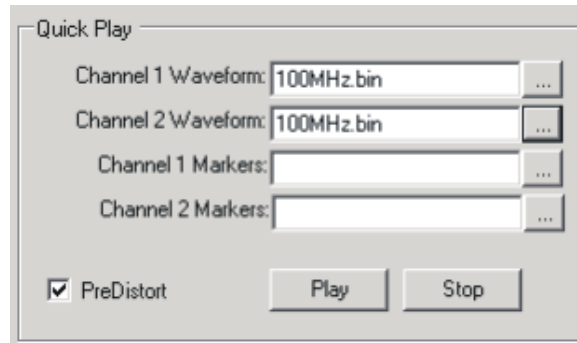 Quick Play
Channel 1 Waveform: 100MHz.bin ...
Channel 2 Waveform: 100MHz.bin ...
Channel 1 Markers: ...
Channel 2 Markers: ...
PreDistort Play Stop